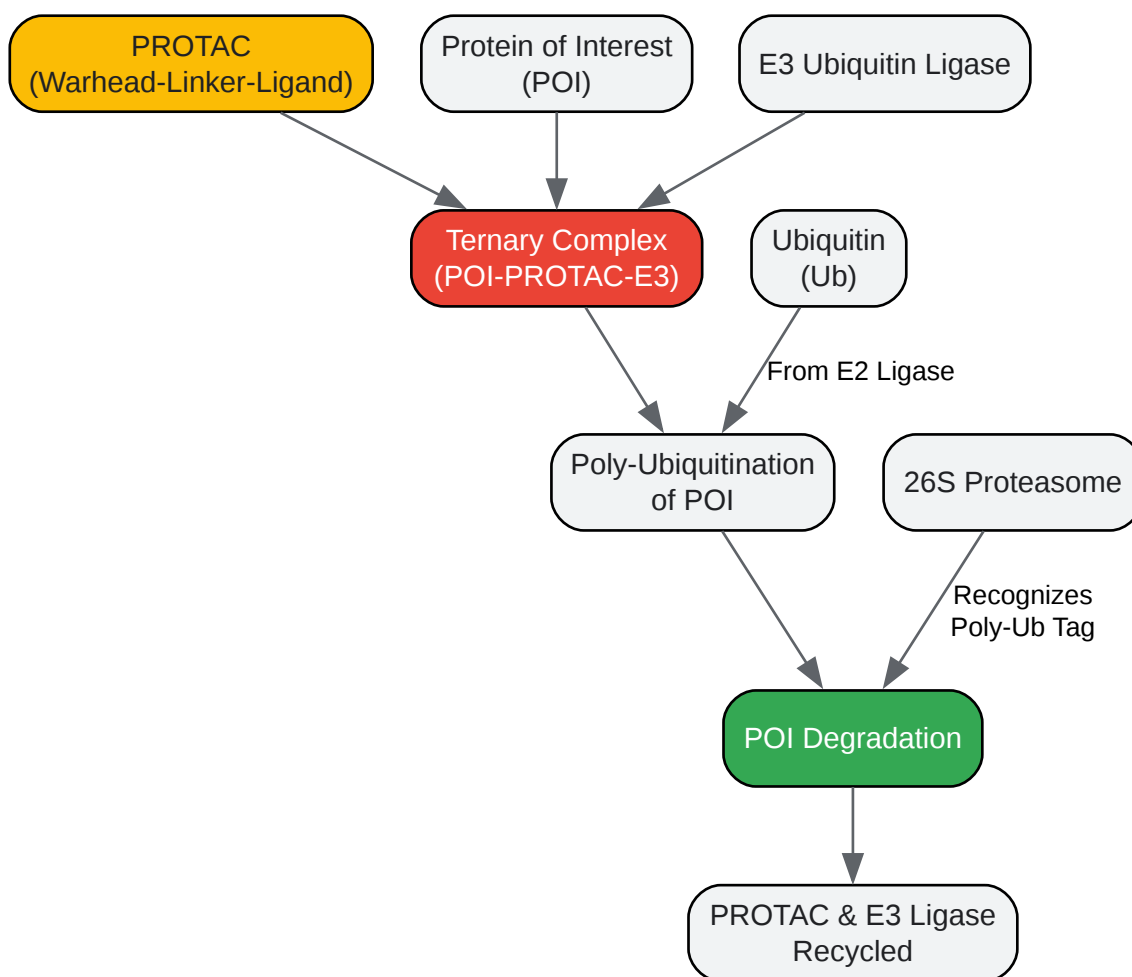 PROTAC
(Warhead-Linker-Ligand)
Protein of Interest
(POI)
E3 Ubiquitin Ligase
Ternary Complex
(POI-PROTAC-E3)
Ubiquitin
(Ub)
From E2 Ligase
Poly-Ubiquitination
of POI
26S Proteasome
Recognizes
Poly-Ub Tag
POI Degradation
PROTAC & E3 Ligase
Recycled